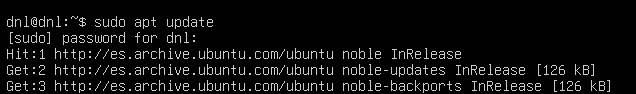 dnl@dnl:~$ sudo apt update
[sudo] password for dnl:
Hit:1 http://es.archive.ubuntu.com/ubuntu noble InRelease
Get:2 http://es.archive.ubuntu.com/ubuntu noble-updates InRelease [126 kB]
Get:3 http://es.archive.ubuntu.com/ubuntu noble-backports InRelease [126 kB]